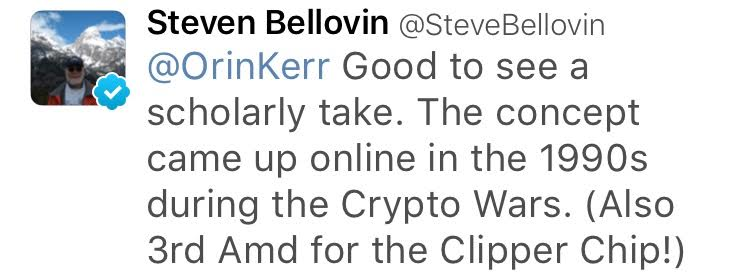 Steven Bellovin @SteveBellovin
@OrinKerr Good to see a
scholarly take. The concept
came up online in the 1990s
during the Crypto Wars. (Also
3rd Amd for the Clipper Chip!)